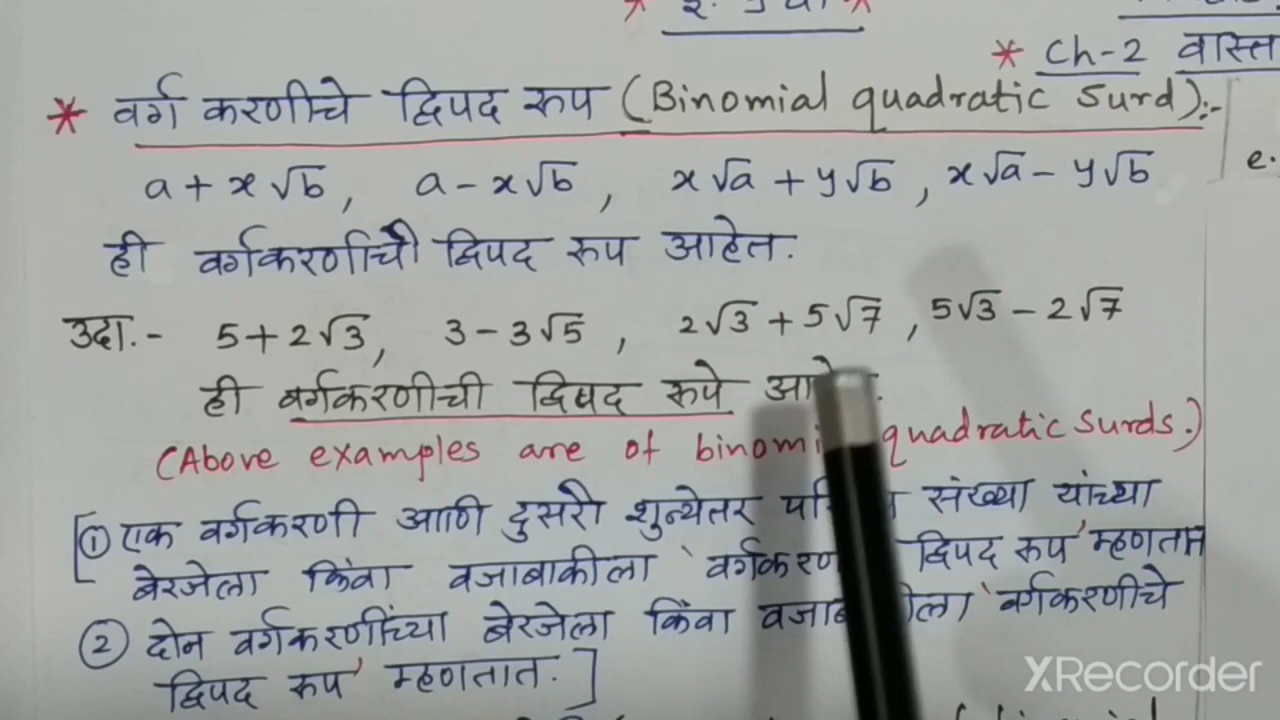 * Ch-2
* वर्ग करणीचे द्विपद रूप (Binomial quadratic Surd):-
a + x√b, a - x√b, x√a + y√b, x√a - y√b
ही वर्गकरणीची द्विपद रूप आहेत.
उदा.- 5+2√3, 3-3√5, 2√3+5√7, 5√3-2√7
ही वर्गकरणीची द्विपद रूपे
(Above examples are of quadratic Surds.)
[① एक वर्गकरणी आणि दुसरी शुन्येतर संख्या यांच्या
बेरजेला किंवा वजाबाकीला 'वर्गकरण द्विपद रूप' म्हणतात
② दोन वर्गकरणींच्या बेरजेला किंवा 'वर्गकरणीचे
द्विपद रूप' म्हणतात.]
XRecorder